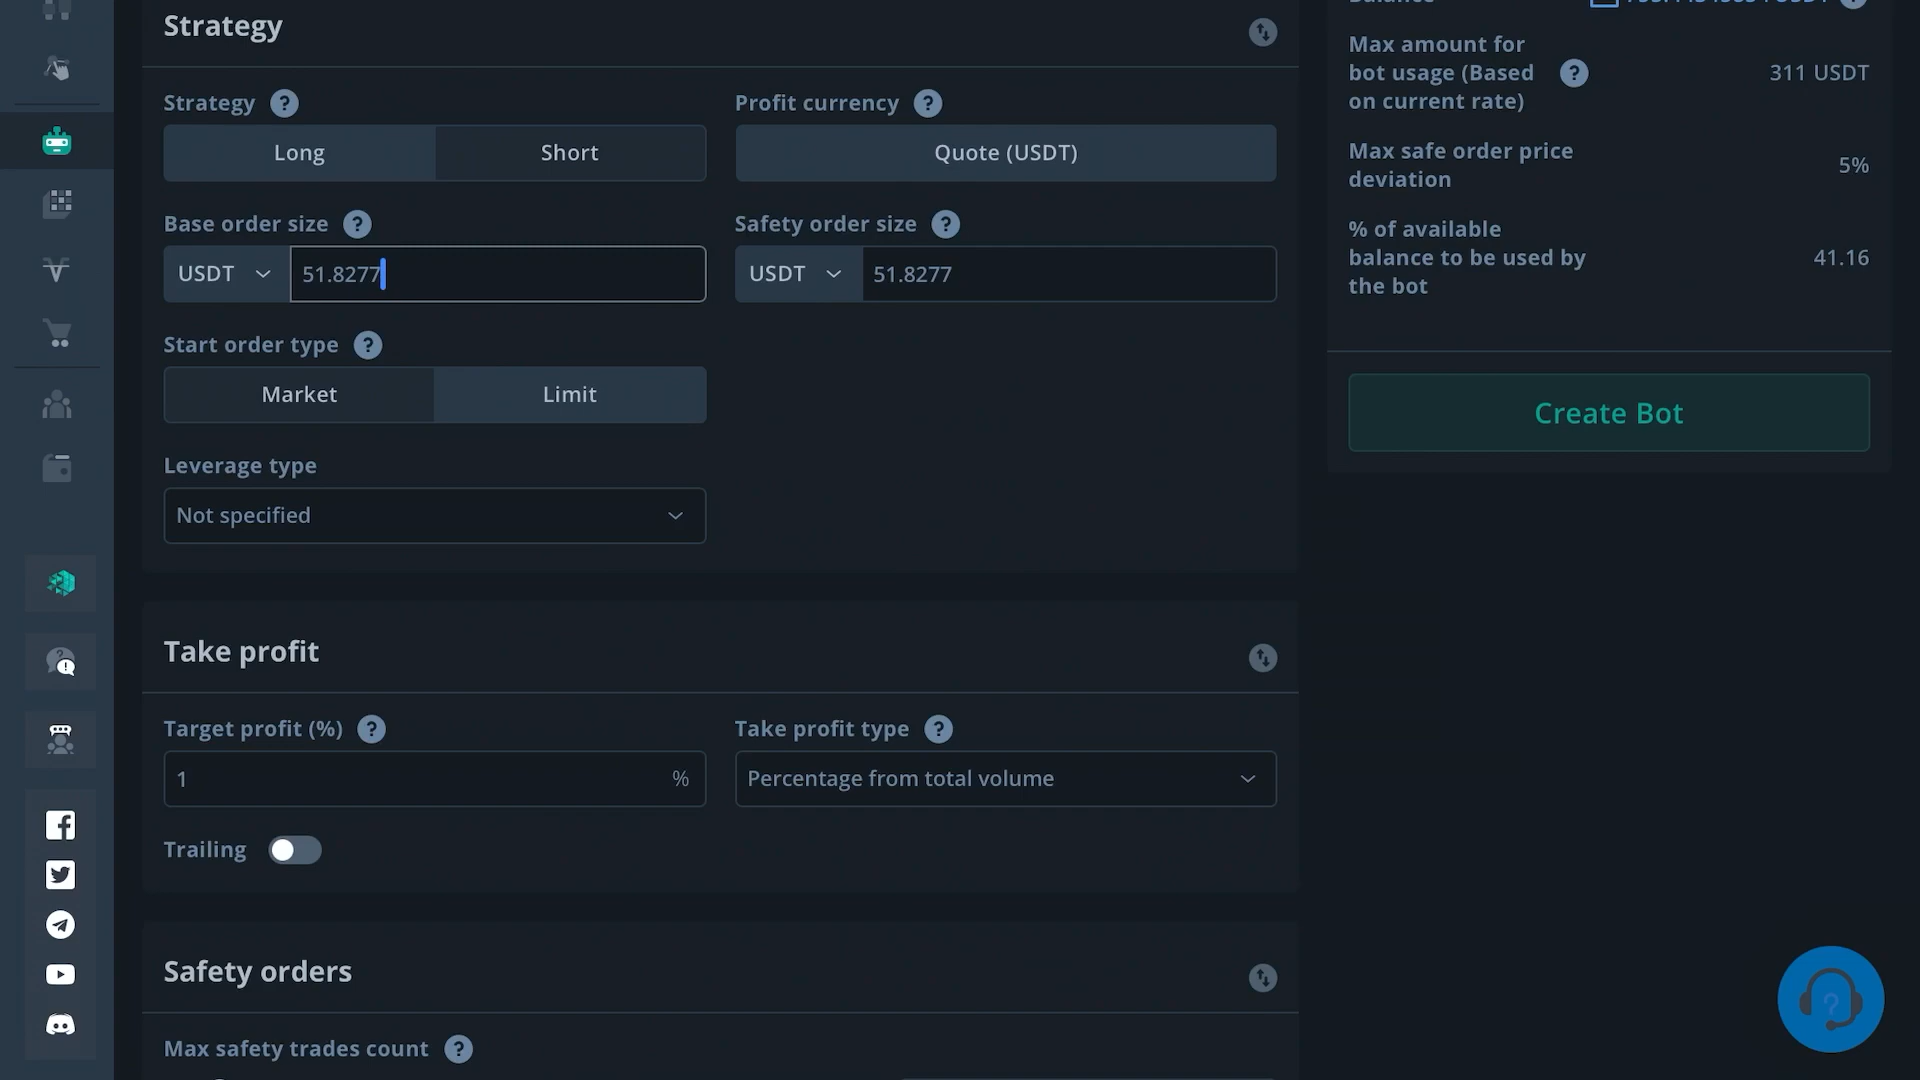 Strategy
Strategy ?
Profit currency ?
Long
Short
Quote (USDT)
Base order size ?
Safety order size ?
USDT
51.8277
USDT
51.8277
Start order type ?
Market
Limit
Leverage type
Not specified
Take profit
Target profit (%) ?
Take profit type ?
1
%
Percentage from total volume
Trailing
Safety orders
Max safety trades count ?
Balance
Max amount for
bot usage (Based
on current rate)
?
311 USDT
Max safe order price
deviation
5%
% of available
balance to be used by
the bot
41.16
Create Bot